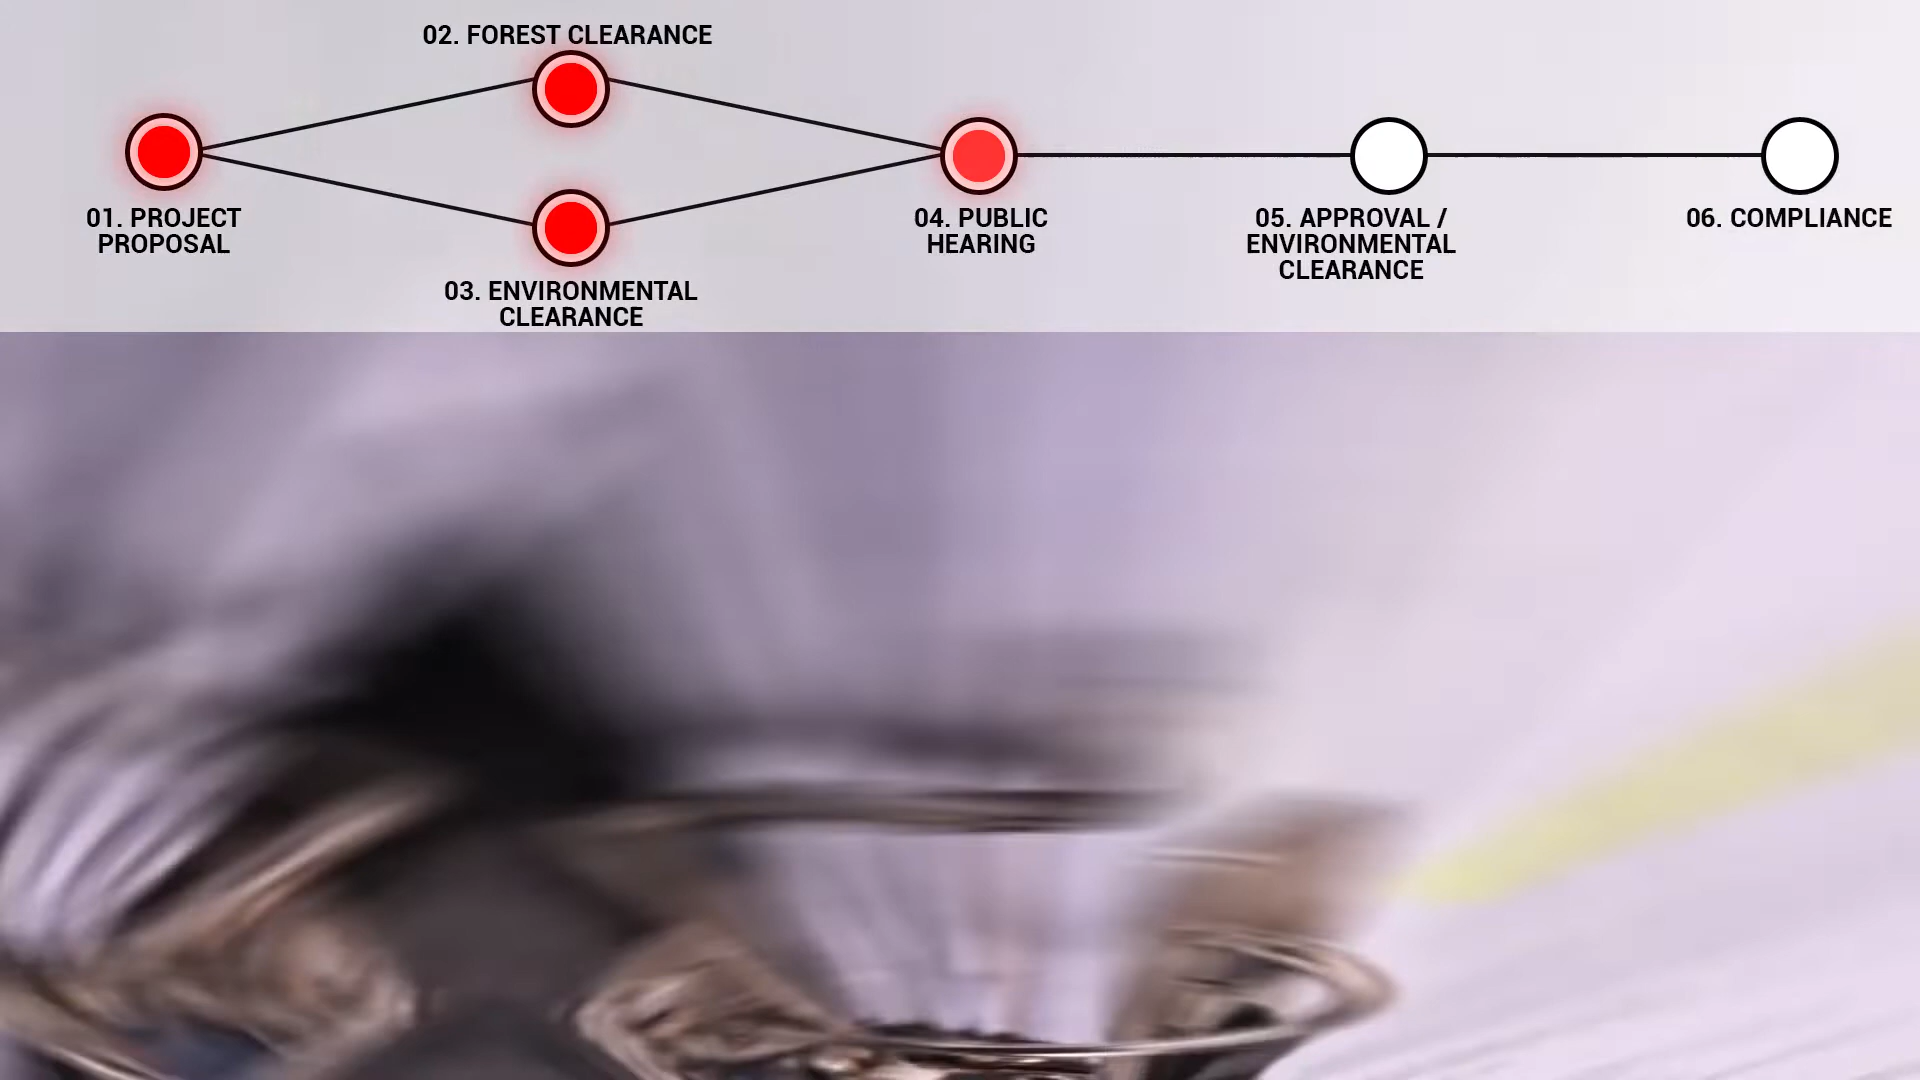 02. FOREST CLEARANCE
01. PROJECT
PROPOSAL
03. ENVIRONMENTAL
CLEARANCE
04. PUBLIC
HEARING
05. APPROVAL /
ENVIRONMENTAL
CLEARANCE
06. COMPLIANCE